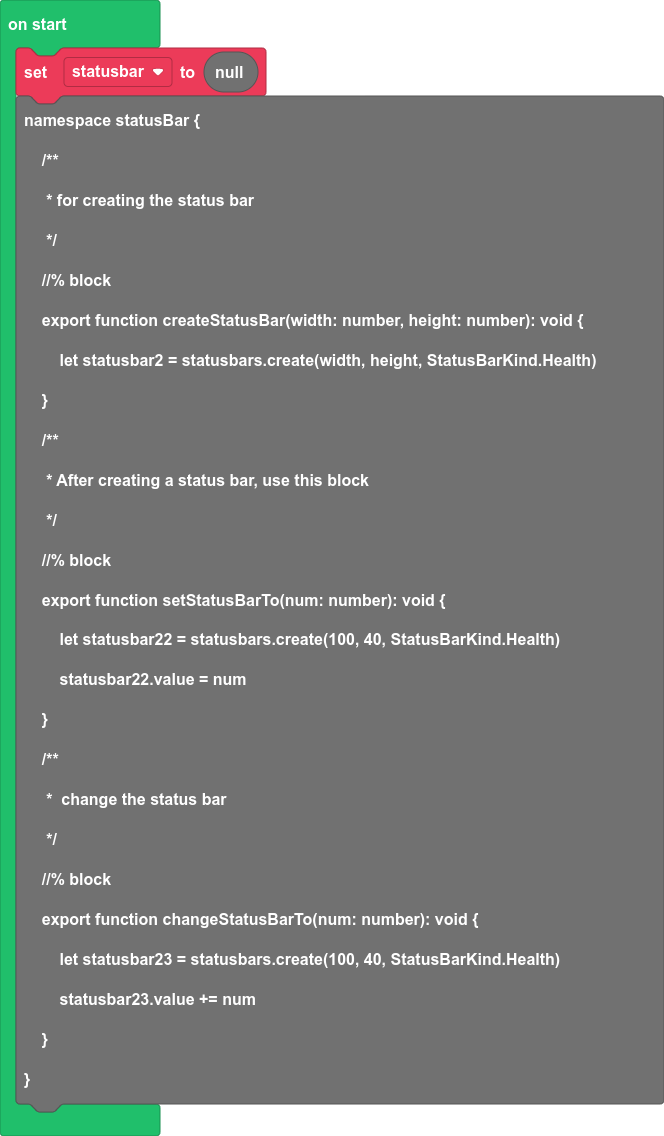 on start
set statusbar to null
namespace statusBar {
/**
* for creating the status bar
*/
//% block
export function createStatusBar(width: number, height: number): void {
let statusbar2 = statusbars.create(width, height, StatusBarKind.Health)
}
/**
* After creating a status bar, use this block
*/
//% block
export function setStatusBarTo(num: number): void {
let statusbar22 = statusbars.create(100, 40, StatusBarKind.Health)
statusbar22.value = num
}
/**
*  change the status bar
*/
//% block
export function changeStatusBarTo(num: number): void {
let statusbar23 = statusbars.create(100, 40, StatusBarKind.Health)
statusbar23.value += num
}
}